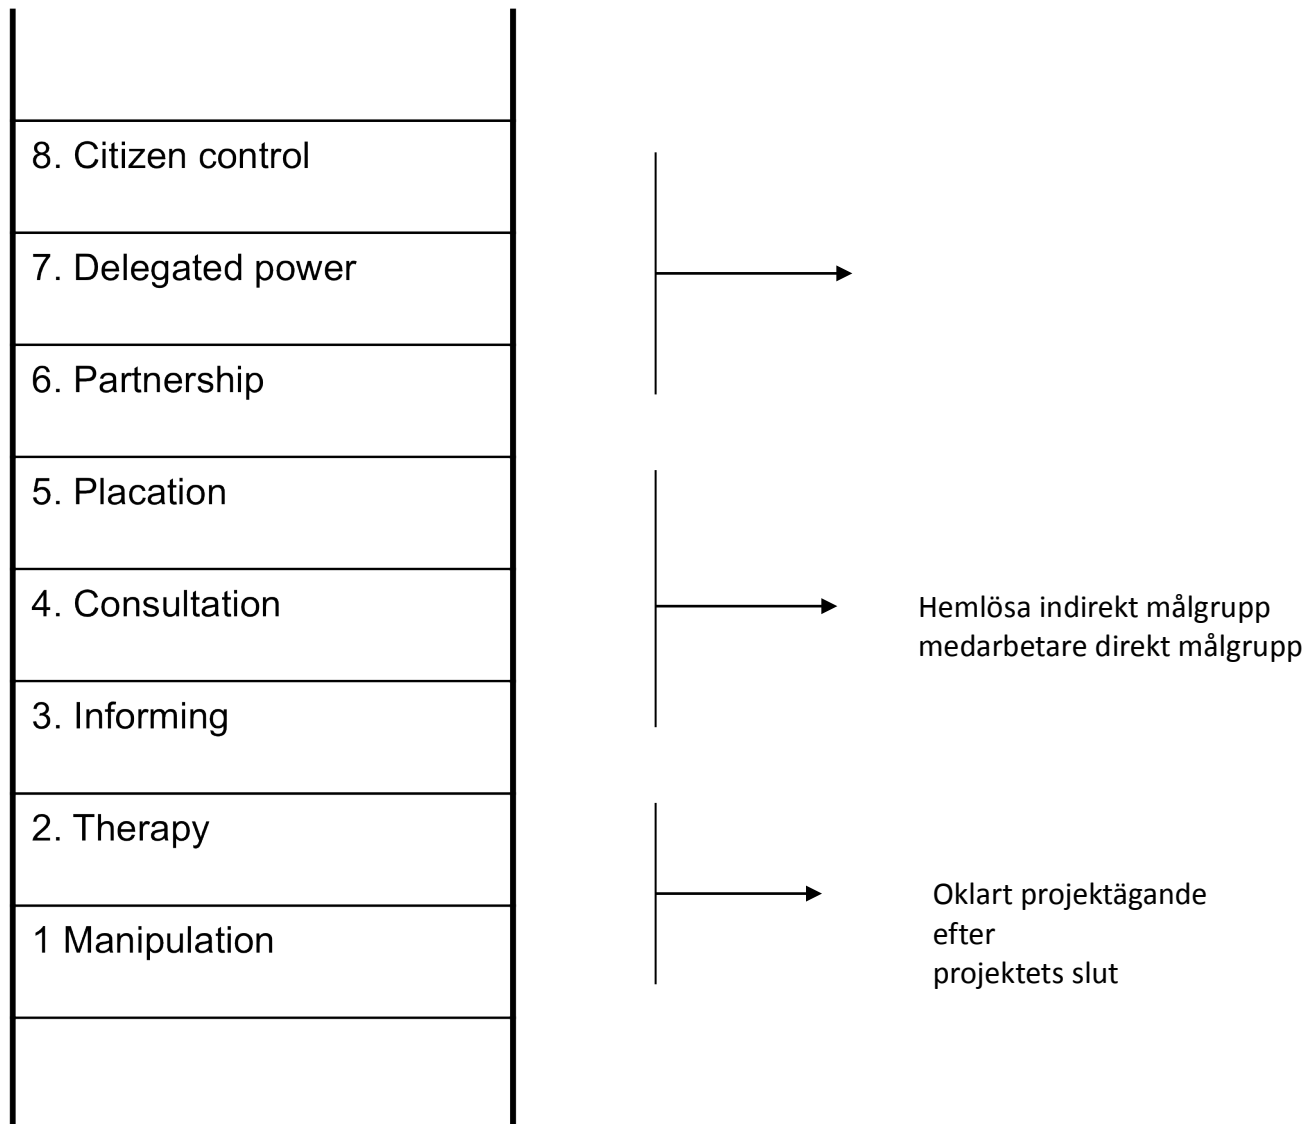 8. Citizen control
7. Delegated power
6. Partnership
5. Placation
4. Consultation
3. Informing
2. Therapy
1 Manipulation
Hemlösa indirekt målgrupp
medarbetare direkt målgrupp
Oklart projektägande
efter
projektets slut